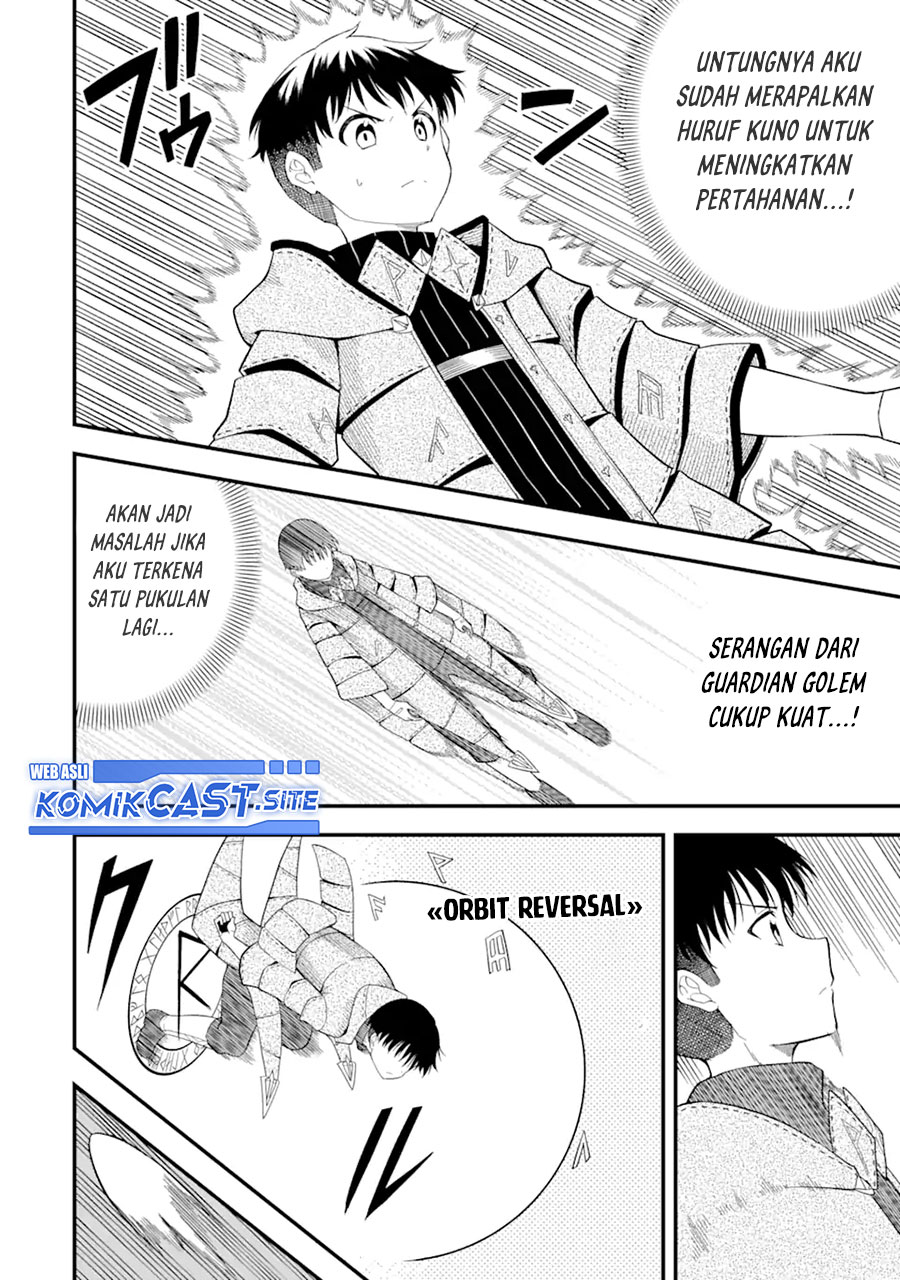 UNTUNGNYA AKU
SUDAH MERAPALKAN
HURUF KUNO UNTUK
MENINGKATKAN
PERTAHANAN...!
ブゥ
SERANGAN DARI
GUARDIAN GOLEM
CUKUP KUAT...!
AKAN JADI
MASALAH JIKA
AKU TERKENA
SATU PUKULAN
LAGI...
WEB ASLI
KOMIKCAST.SITE
«ORBIT REVERSAL»
クル